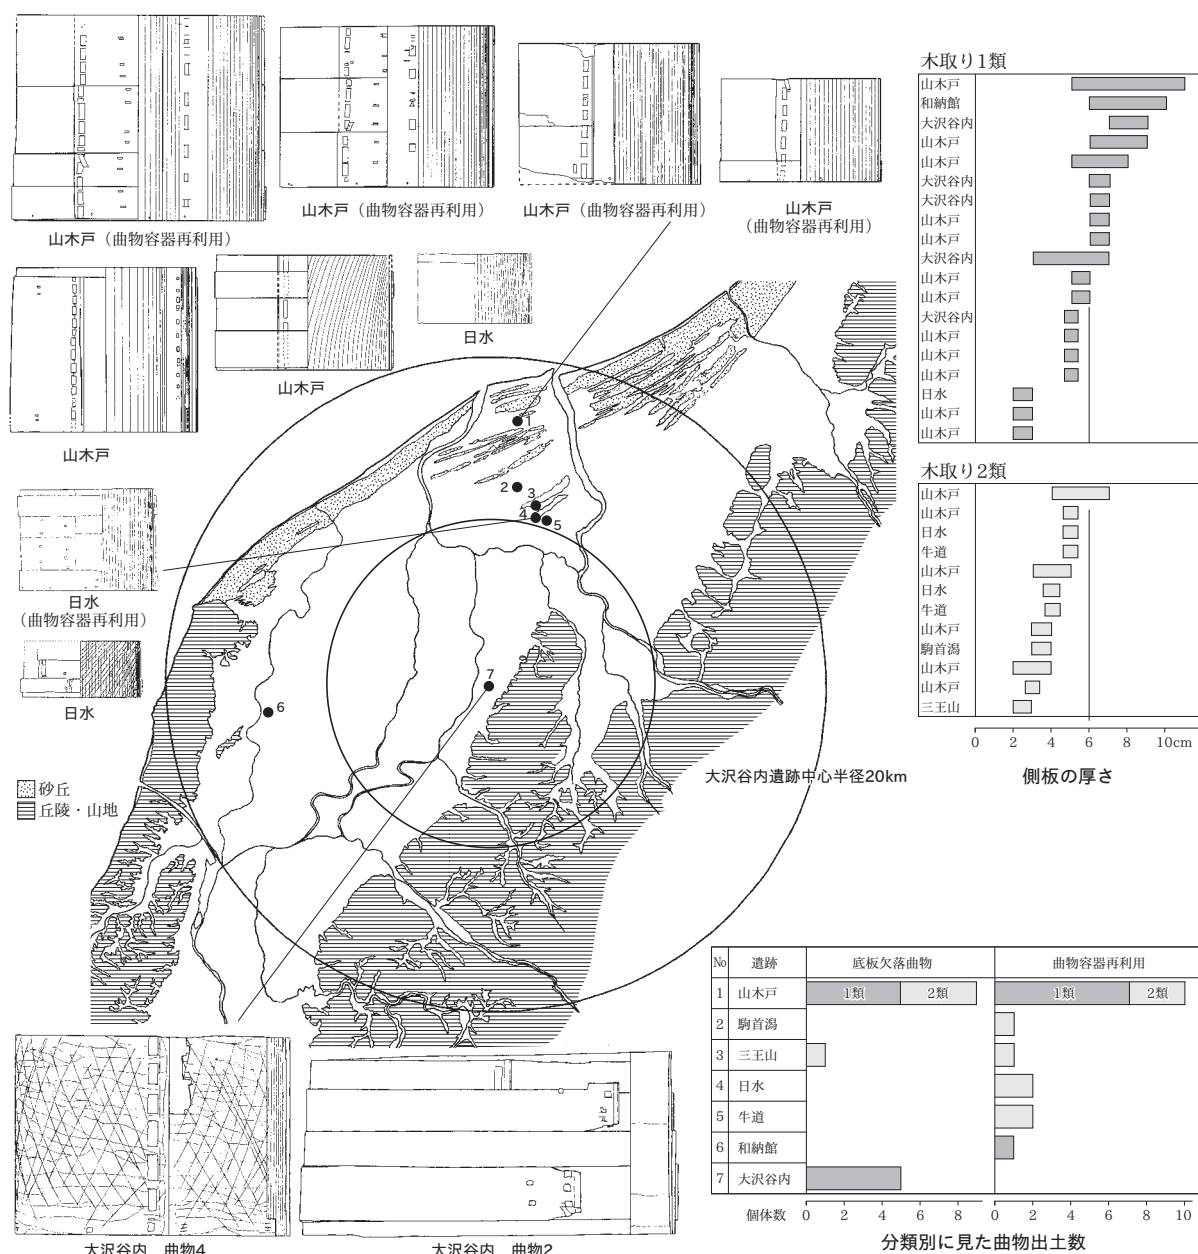 山木戸（曲物容器再利用）
山木戸（曲物容器再利用）
山木戸（曲物容器再利用）
山木戸
（曲物容器再利用）
山木戸
山木戸
日水
日水
（曲物容器再利用）
日水
砂丘
丘陵・山地
1
2
3
4
5
6
7
大沢谷内遺跡中心半径20km
大沢谷内　曲物4
大沢谷内　曲物2
木取り1類
山木戸
和納館
大沢谷内
山木戸
山木戸
大沢谷内
大沢谷内
山木戸
山木戸
大沢谷内
山木戸
山木戸
大沢谷内
山木戸
山木戸
山木戸
日水
山木戸
山木戸
木取り2類
山木戸
山木戸
日水
牛道
山木戸
日水
牛道
山木戸
駒首潟
山木戸
山木戸
三王山
0 2 4 6 8 10cm
側板の厚さ
No 遺跡 底板欠落曲物 曲物容器再利用
1 山木戸 1類 2類 1類 2類
2 駒首潟
3 三王山
4 日水
5 牛道
6 和納館
7 大沢谷内
個体数 0 2 4 6 8 0 2 4 6 8 10
分類別に見た曲物出土数